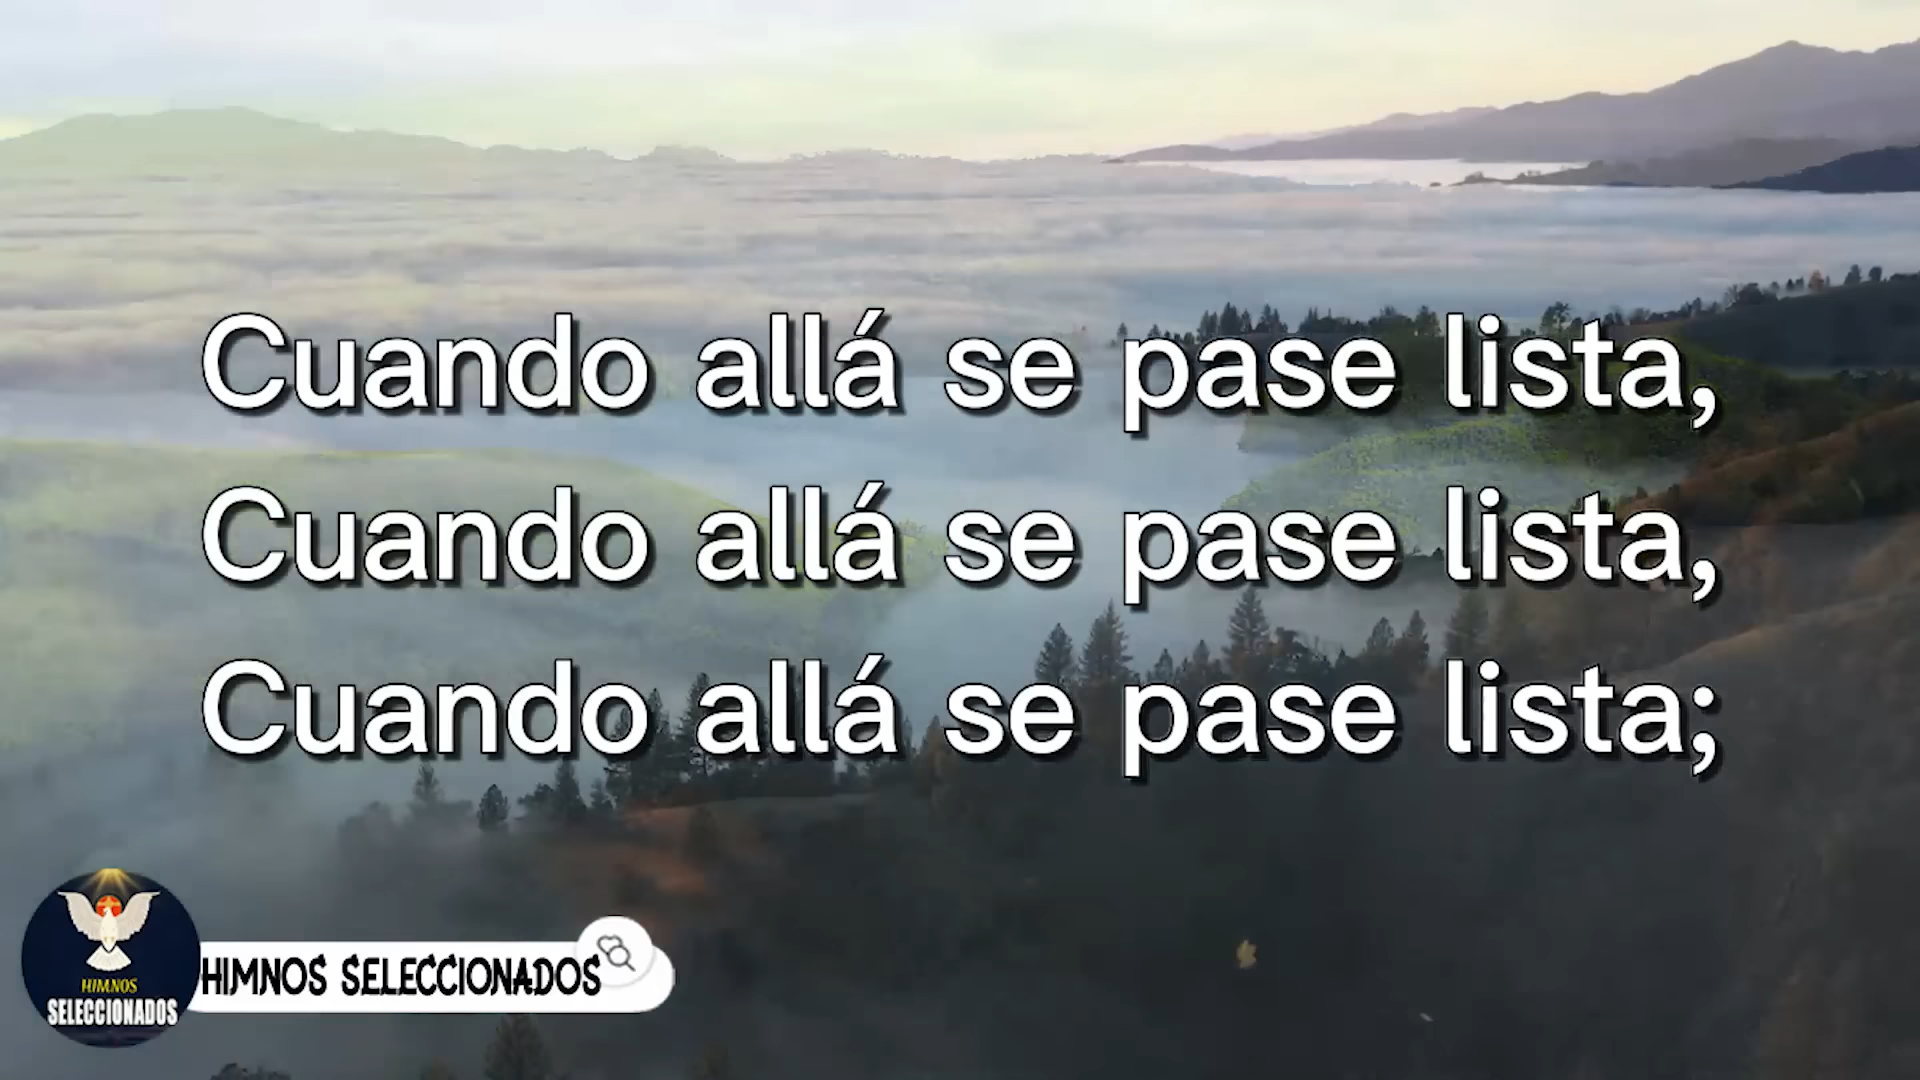 Cuando allá se pase lista,
Cuando allá se pase lista,
Cuando allá se pase lista;
HIMNOS
SELECCIONADOS
HIMNOS SELECCIONADOS